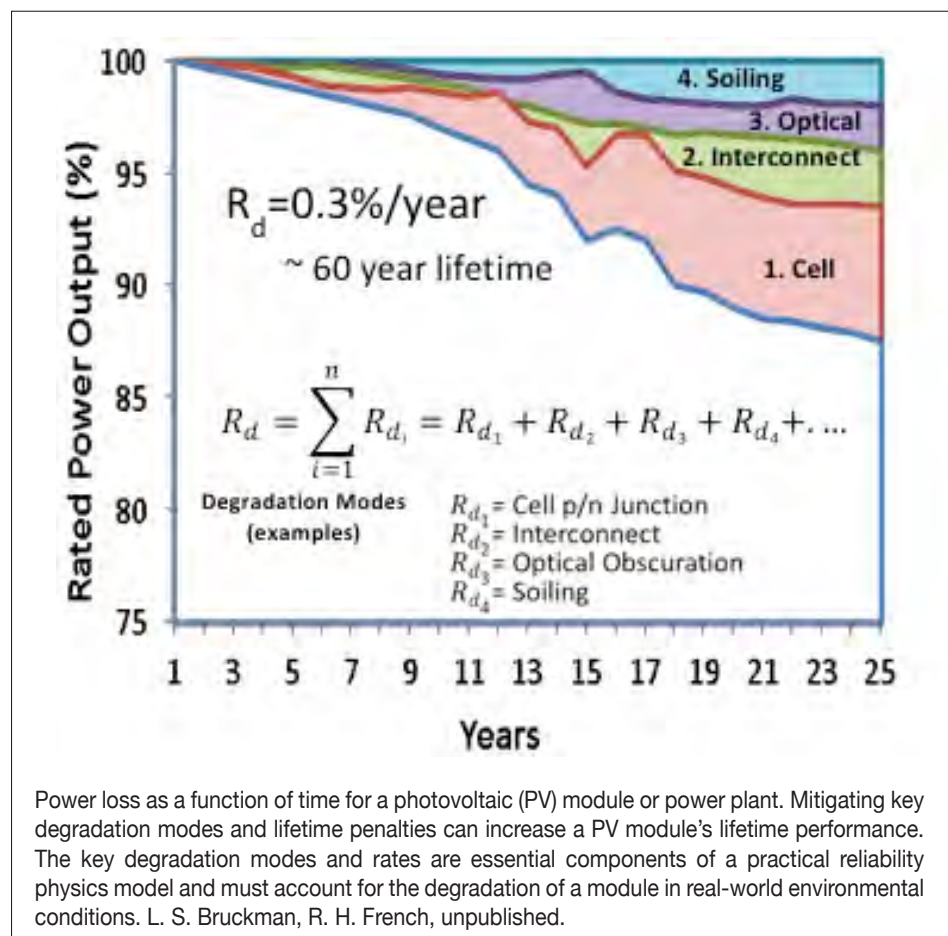 100
95
90
85
80
75
Rated Power Output (%)
4. Soiling
3. Optical
2. Interconnect
1. Cell
R_d=0.3%/year
~ 60 year lifetime
R_d = \sum_{i=1}^{n} R_{d_i} = R_{d_1} + R_{d_2} + R_{d_3} + R_{d_4}+. ...
Degradation Modes
(examples)
R_{d_1}= Cell p/n Junction
R_{d_2}= Interconnect
R_{d_3}= Optical Obscuration
R_{d_4}= Soiling
1 3 5 7 9 11 13 15 17 19 21 23 25
Years
Power loss as a function of time for a photovoltaic (PV) module or power plant. Mitigating key
degradation modes and lifetime penalties can increase a PV module's lifetime performance.
The key degradation modes and rates are essential components of a practical reliability
physics model and must account for the degradation of a module in real-world environmental
conditions. L. S. Bruckman, R. H. French, unpublished.